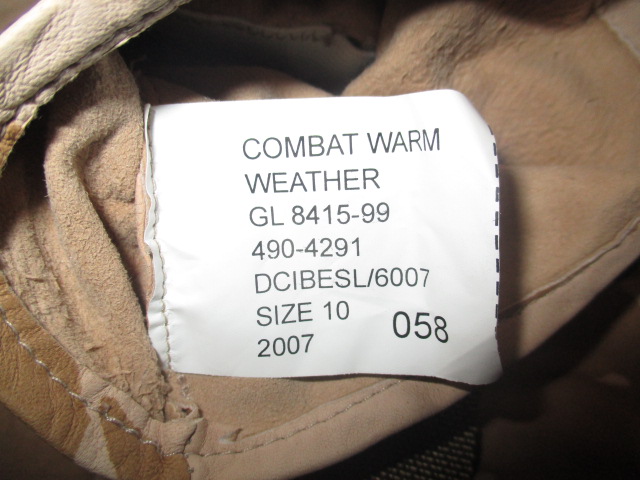 COMBAT WARM
WEATHER
GL 8415-99
490-4291
DCIBESL/6007
SIZE 10
2007 058